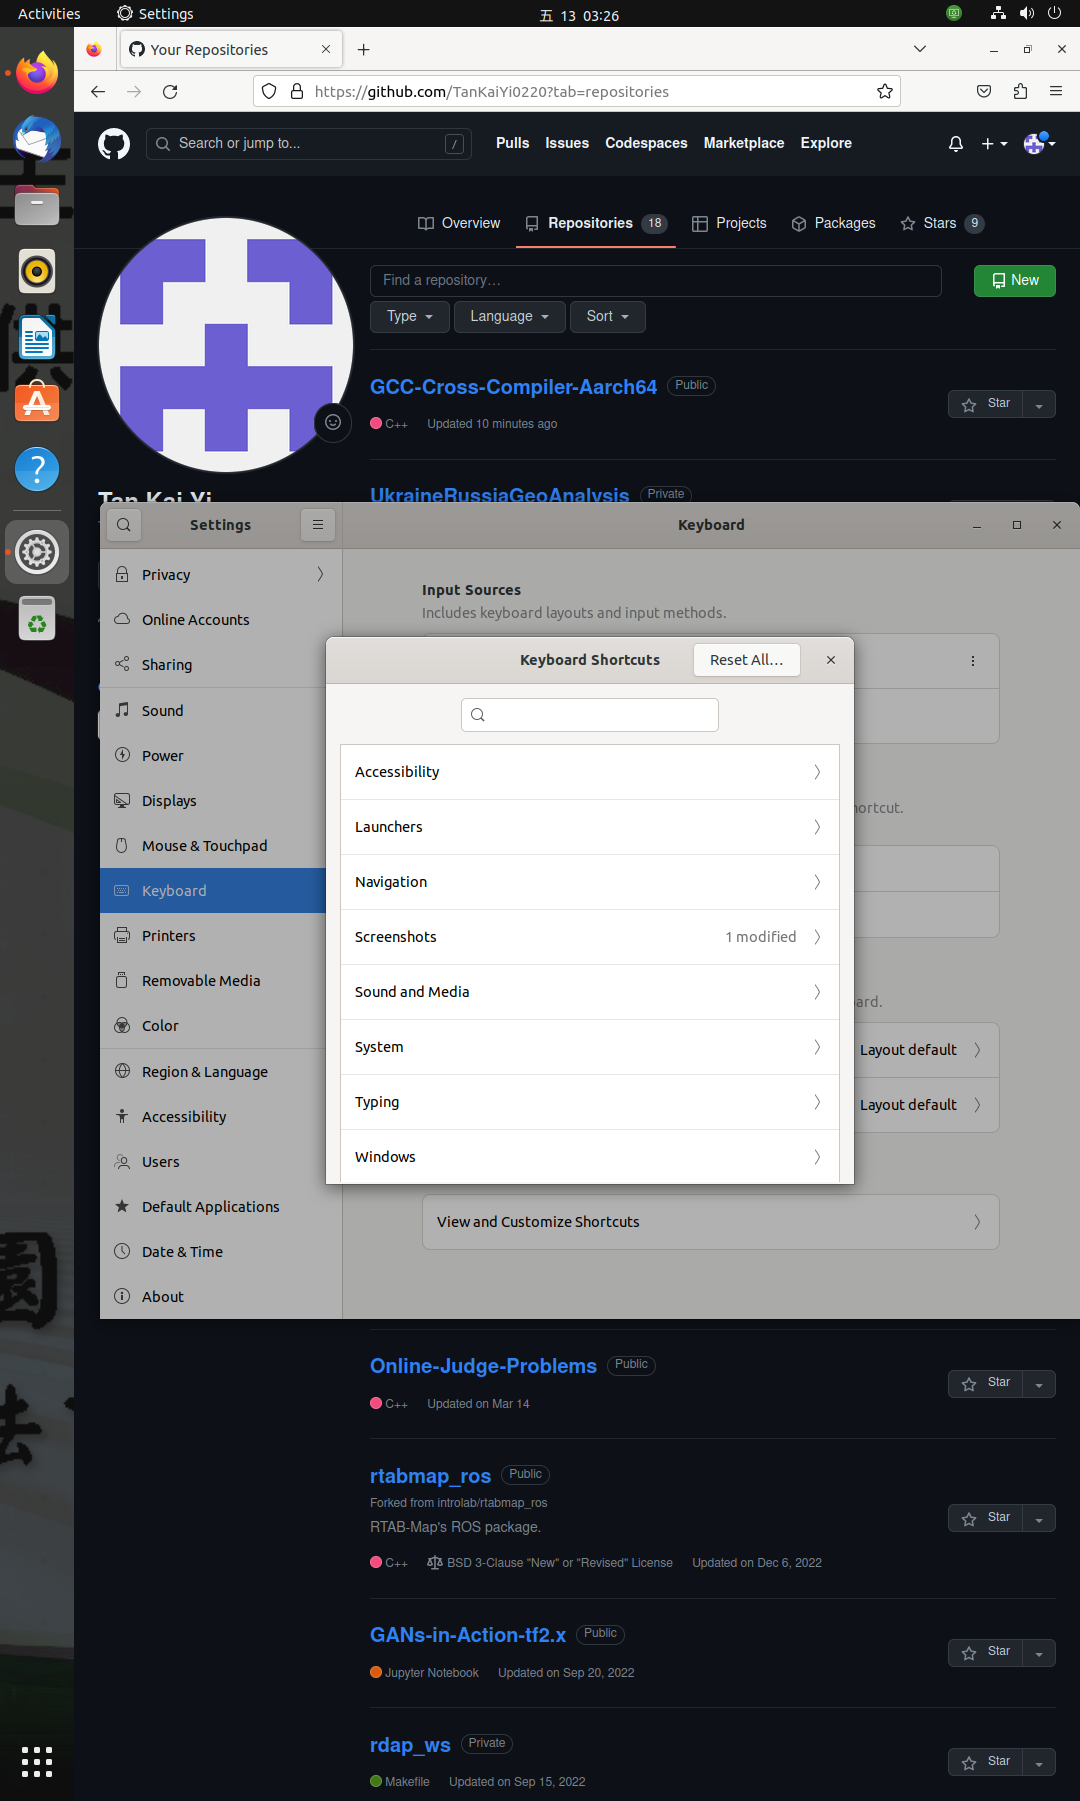 Activities
Settings
五 13 03:26
Your Repositories
https://github.com/TanKaiYi0220?tab=repositories
Search or jump to...
/
Pulls
Issues
Codespaces
Marketplace
Explore
Overview
Repositories 18
Projects
Packages
Stars 9
Find a repository…
New
Type
Language
Sort
GCC-Cross-Compiler-Aarch64
Public
Star
C++
Updated 10 minutes ago
Tan Kai Yi
UkraineRussiaGeoAnalysis
Private
Settings
Keyboard
Privacy
Online Accounts
Sharing
Sound
Power
Displays
Mouse & Touchpad
Keyboard
Printers
Removable Media
Color
Region & Language
Accessibility
Users
Default Applications
Date & Time
About
Input Sources
Includes keyboard layouts and input methods.
Keyboard Shortcuts
Reset All…
Accessibility
Launchers
Navigation
Screenshots
1 modified
Sound and Media
System
Typing
Windows
Layout default
Layout default
View and Customize Shortcuts
Online-Judge-Problems
Public
Star
C++
Updated on Mar 14
rtabmap_ros
Public
Forked from introlab/rtabmap_ros
RTAB-Map's ROS package.
Star
C++
BSD 3-Clause "New" or "Revised" License
Updated on Dec 6, 2022
GANs-in-Action-tf2.x
Public
Star
Jupyter Notebook
Updated on Sep 20, 2022
rdap_ws
Private
Star
Makefile
Updated on Sep 15, 2022